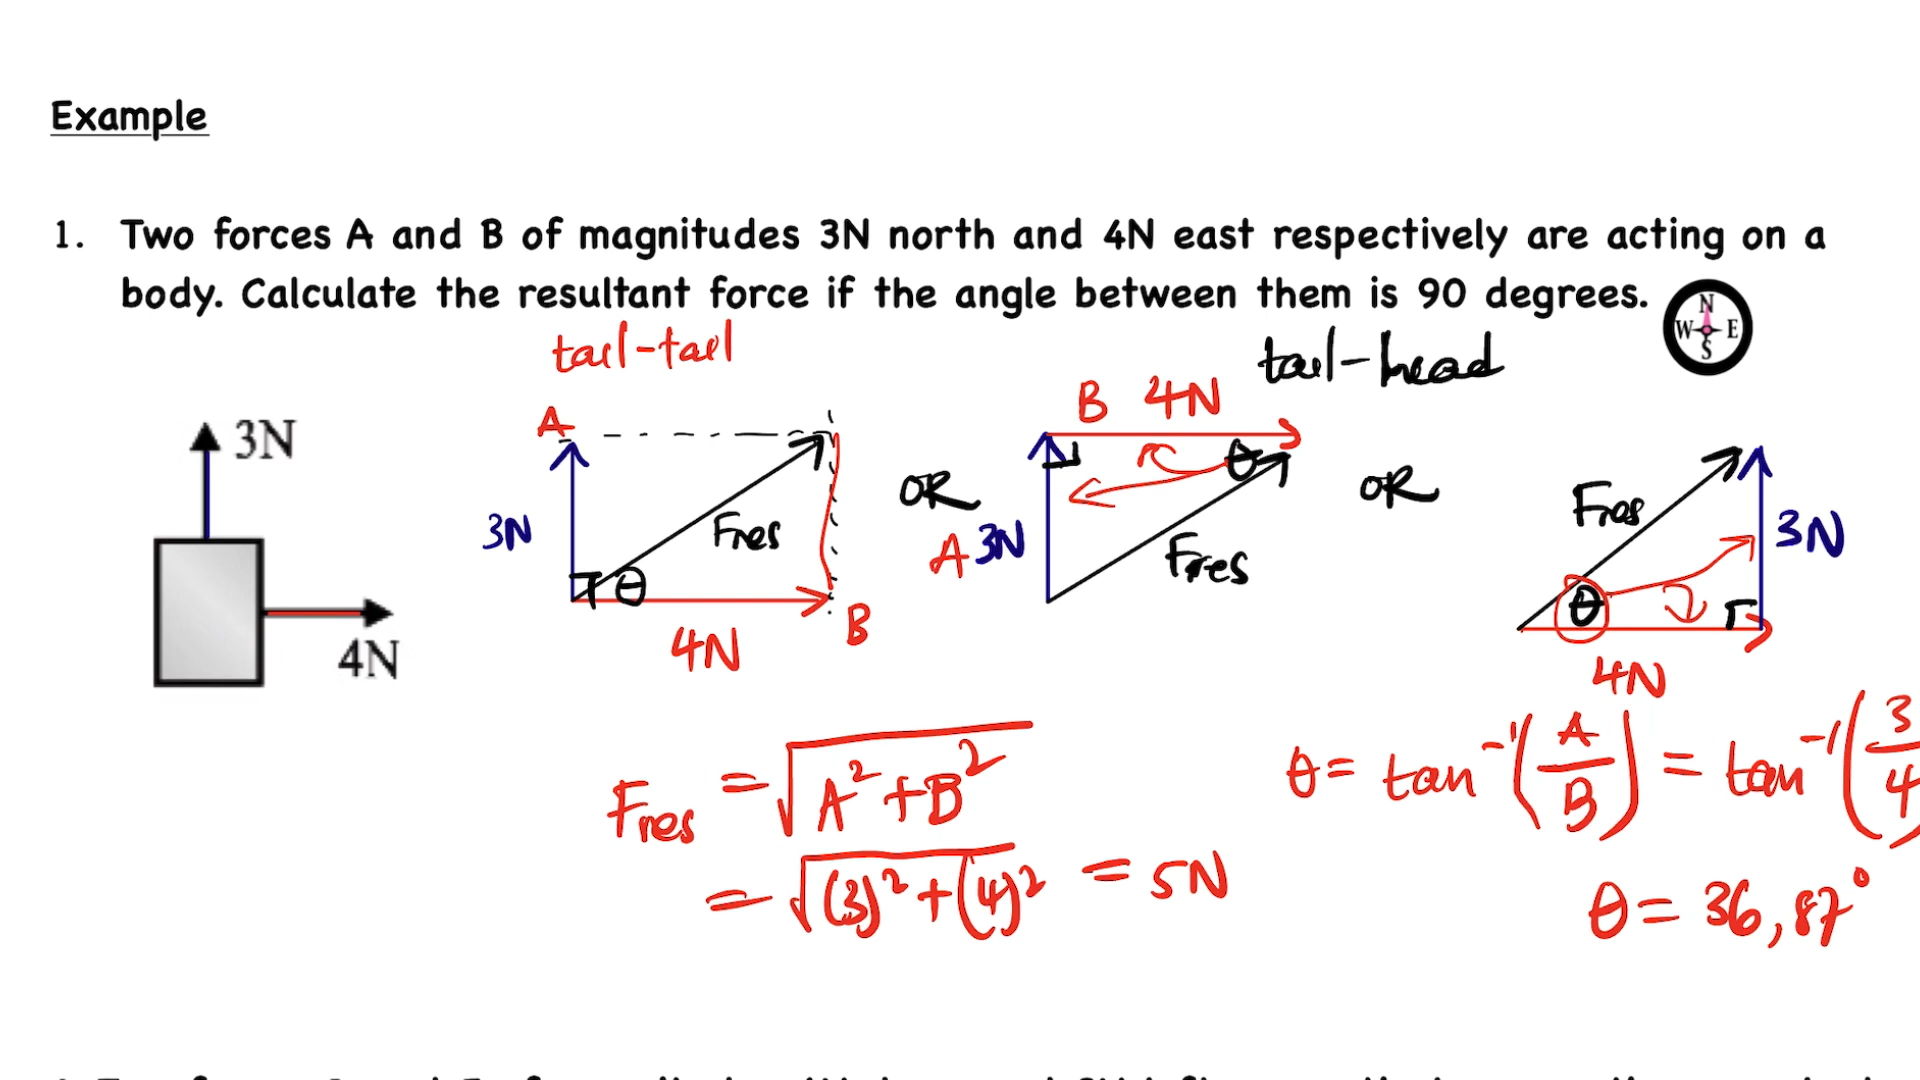 Example
1. Two forces A and B of magnitudes 3N north and 4N east respectively are acting on a
body. Calculate the resultant force if the angle between them is 90 degrees.
N
W E
S
tail-tail
tail-head
3N
4N
A
3N
Fres
θ
4N
B
OR
B 4N
θ
A 3N
Fres
OR
Fres
3N
θ
4N
Fres = √A² + B²
= √(3)² + (4)² = 5N
θ = tan⁻¹(A/B) = tan⁻¹(3/4
θ = 36,87°